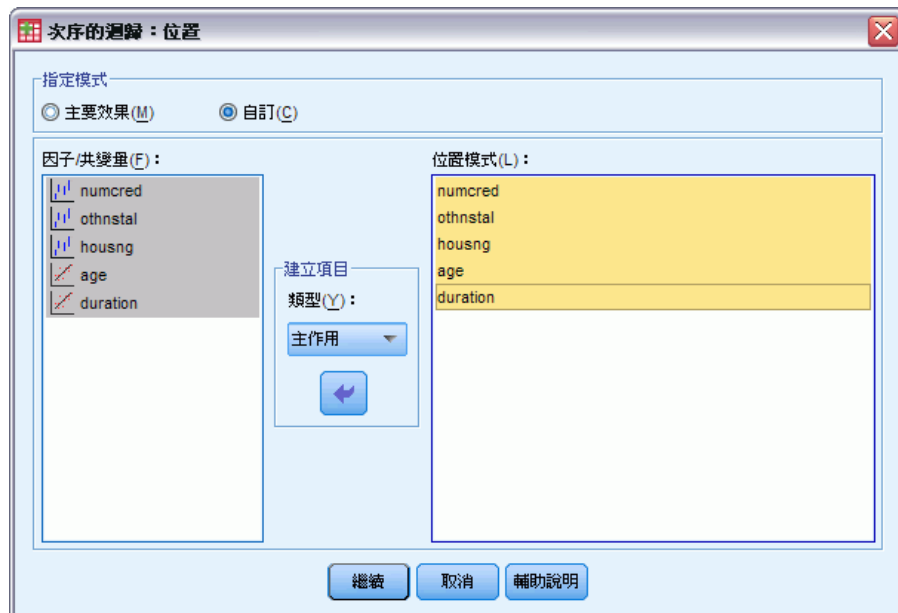 次序的迴歸：位置
指定模式
主要效果(M)
自訂(C)
因子/共變量(F)：
numcred
othnstal
housng
age
duration
建立項目
類型(Y)：
主作用
位置模式(L)：
numcred
othnstal
housng
age
duration
繼續
取消
輔助說明